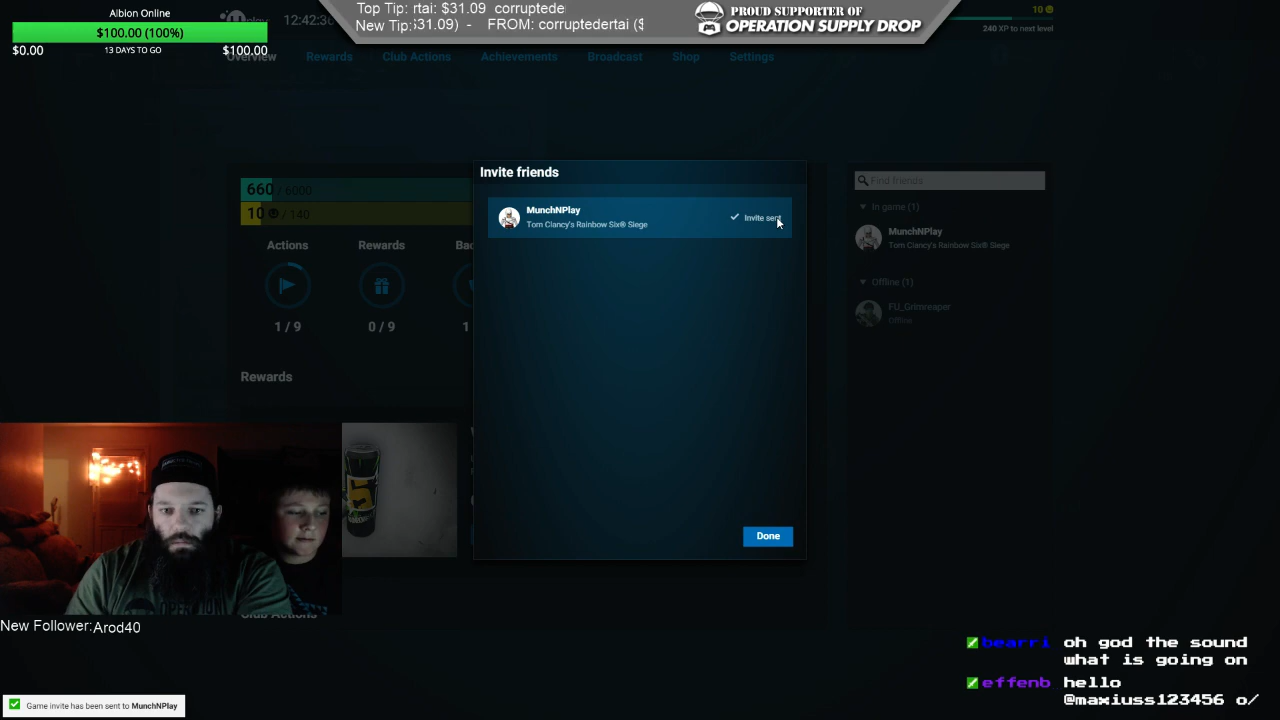 Albion Online
$100.00 (100%)
$0.00
13 DAYS TO GO
$100.00
play
12:42:3
Top Tip: rtai: $31.09 corruptede
New Tip: $31.09) - FROM: corruptedertai ($
PROUD SUPPORTER OF
OPERATION SUPPLY DROP
10
240 XP to next level
Overview
Rewards
Club Actions
Achievements
Broadcast
Shop
Settings
Invite friends
MunchNPlay
Tom Clancy's Rainbow Six® Siege
Invite sent
Done
660 / 6000
10 / 140
Actions
Rewards
1 / 9
0 / 9
1
Rewards
Find friends
In game (1)
MunchNPlay
Tom Clancy's Rainbow Six® Siege
Offline (1)
Offline
Club Actions
New Follower: Arod40
Game invite has been sent to MunchNPlay
bearri oh god the sound
what is going on
effenb hello
@maxiuss123456 o/